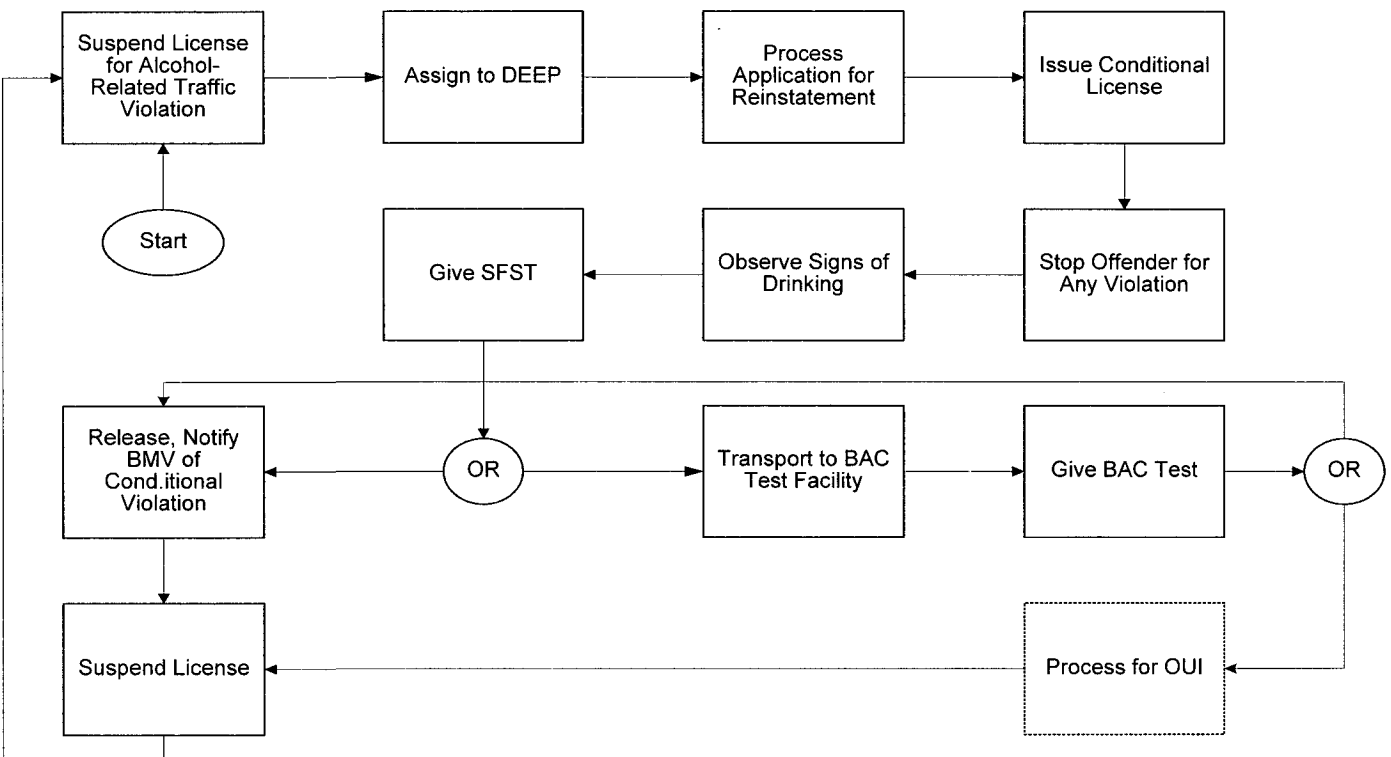 Suspend License
for Alcohol-
Related Traffic
Violation
Assign to DEEP
Process
Application for
Reinstatement
Issue Conditional
License
Start
Give SFST
Observe Signs of
Drinking
Stop Offender for
Any Violation
Release, Notify
BMV of
Cond.itional
Violation
OR
Transport to BAC
Test Facility
Give BAC Test
OR
Suspend License
Process for OUI